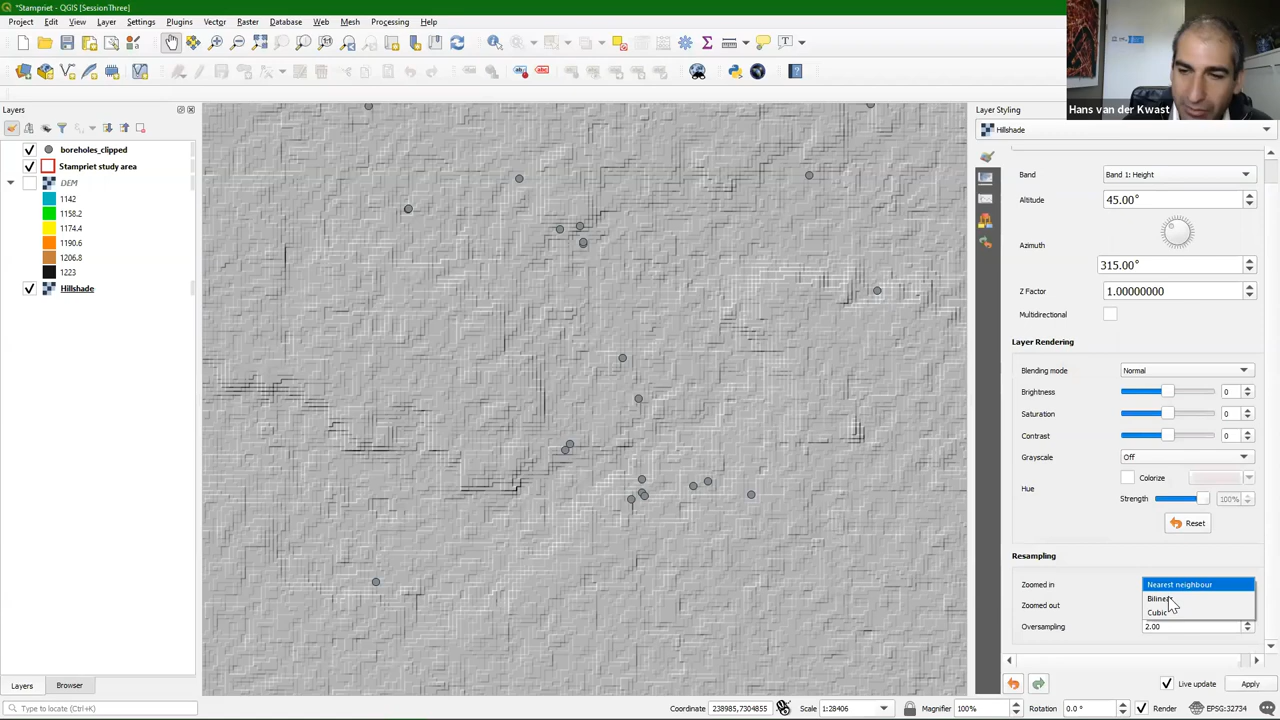 *Stampriet - QGIS [SessionThree]
Project Edit View Layer Settings Plugins Vector Raster Database Web Mesh Processing Help
Hans van der Kwast
Layers
boreholes_clipped
Stampriet study area
DEM
1142
1158.2
1174.4
1190.6
1206.8
1223
Hillshade
Layer Styling
Hillshade
Band Band 1: Height
Altitude 45.00°
Azimuth
315.00°
Z Factor 1.00000000
Multidirectional
Layer Rendering
Blending mode Normal
Brightness 0
Saturation 0
Contrast 0
Grayscale Off
Hue Colorize
Strength 100%
Reset
Resampling
Zoomed in Nearest neighbour
Bilinear
Cubic
Zoomed out
Oversampling 2.00
Live update Apply
Layers Browser
Type to locate (Ctrl+K)
Coordinate 238985,7304855 Scale 1:28406 Magnifier 100% Rotation 0.0 ° Render EPSG:32734